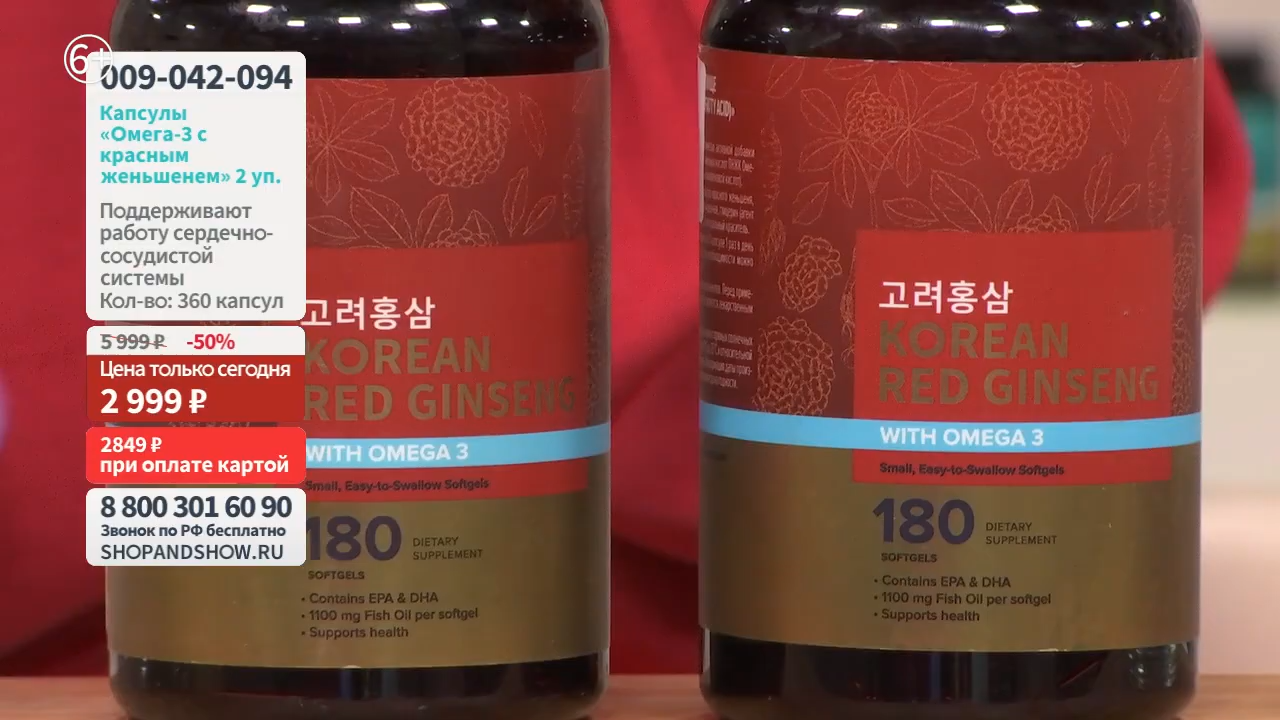 6+
009-042-094
Капсулы
«Омега-3 с
красным
женьшенем» 2 уп.
Поддерживают
работу сердечно-
сосудистой
системы
Кол-во: 360 капсул
5 999 ₽ -50%
Цена только сегодня
2 999 ₽
2849 ₽
при оплате картой
8 800 301 60 90
Звонок по РФ бесплатно
SHOPANDSHOW.RU
고려홍삼
KOREAN
RED GINSENG
WITH OMEGA 3
Small, Easy-to-Swallow Softgels
180
SOFTGELS
DIETARY
SUPPLEMENT
• Contains EPA & DHA
• 1100 mg Fish Oil per softgel
• Supports health
고려홍삼
KOREAN
RED GINSENG
WITH OMEGA 3
Small, Easy-to-Swallow Softgels
180
SOFTGELS
DIETARY
SUPPLEMENT
• Contains EPA & DHA
• 1100 mg Fish Oil per softgel
• Supports health